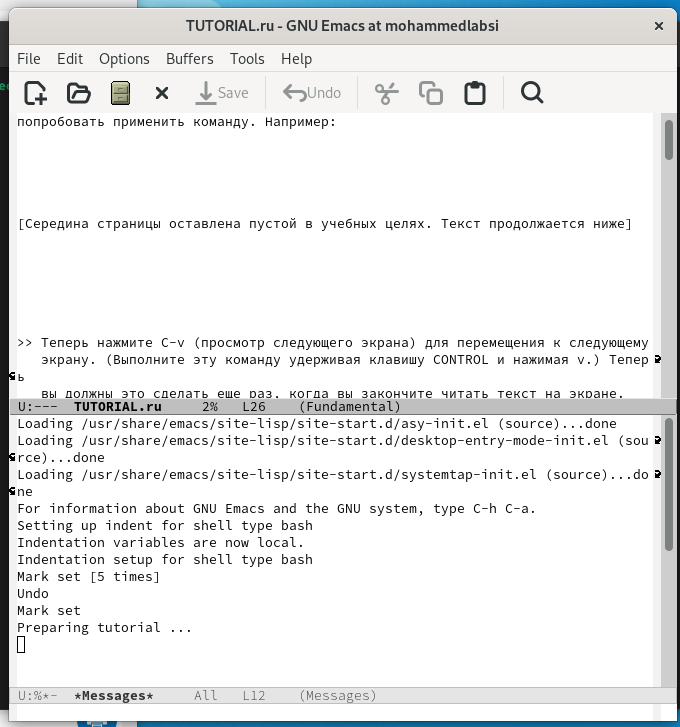 TUTORIAL.ru - GNU Emacs at mohammedlabsi
File Edit Options Buffers Tools Help
Save Undo
попробовать применить команду. Например:
[Середина страницы оставлена пустой в учебных целях. Текст продолжается ниже]
>> Теперь нажмите C-v (просмотр следующего экрана) для перемещения к следующему
экрану. (Выполните эту команду удерживая клавишу CONTROL и нажимая v.) Тепер
ь
вы должны это сделать еще раз, когда вы закончите читать текст на экране.
U:--- TUTORIAL.ru 2% L26 (Fundamental)
Loading /usr/share/emacs/site-lisp/site-start.d/asy-init.el (source)...done
Loading /usr/share/emacs/site-lisp/site-start.d/desktop-entry-mode-init.el (sou
rce)...done
Loading /usr/share/emacs/site-lisp/site-start.d/systemtap-init.el (source)...do
ne
For information about GNU Emacs and the GNU system, type C-h C-a.
Setting up indent for shell type bash
Indentation variables are now local.
Indentation setup for shell type bash
Mark set [5 times]
Undo
Mark set
Preparing tutorial ...
U:%*- *Messages* All L12 (Messages)